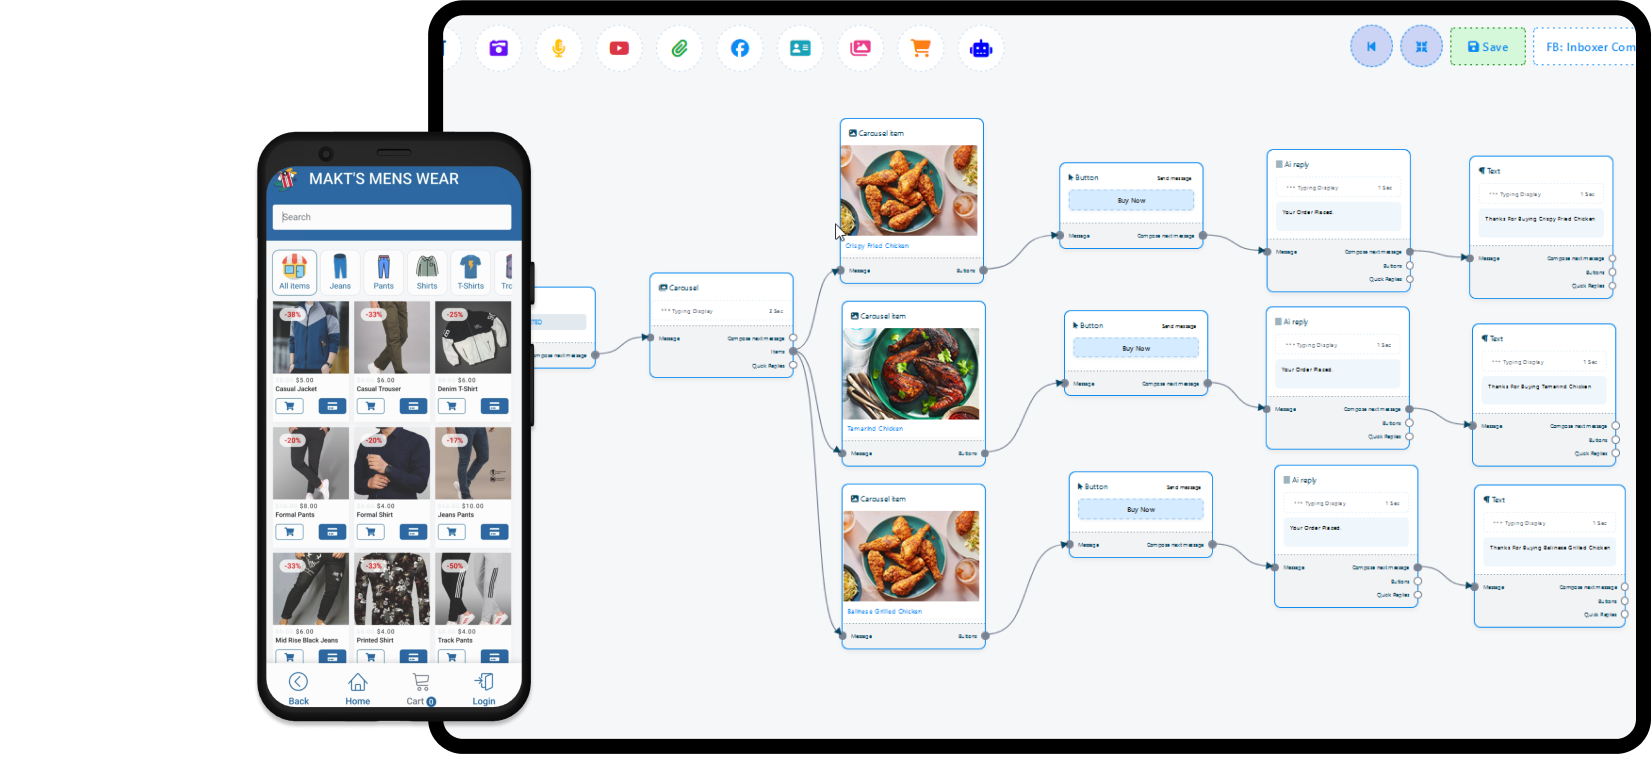 Save
FB: Inboxer Com
MAKT'S MENS WEAR
Search
All items
Jeans
Pants
Shirts
T-Shirts
Tro
-38%
-33%
-25%
$5.00
$6.00
$6.00
Casual Jacket
Casual Trouser
Denim T-Shirt
-20%
-20%
-17%
$8.00
$4.00
$10.00
Formal Pants
Formal Shirt
Jeans Pants
-33%
-33%
-50%
$6.00
$4.00
$4.00
Mid Rise Black Jeans
Printed Shirt
Track Pants
Back
Home
Cart 0
Login
TED
ompose next message
Carousel
*** Typing Display
2 Sec
Message
Compose next message
Items
Quick Replies
Carousel item
Crispy Fried Chicken
Message
Buttons
Carousel item
Tamarind Chicken
Message
Buttons
Carousel item
Balinese Grilled Chicken
Message
Buttons
Button
Send message
Buy Now
Message
Compose next message
Button
Send message
Buy Now
Message
Compose next message
Button
Send message
Buy Now
Message
Compose next message
Ai reply
*** Typing Display
1 Sec
Your Order Placed.
Message
Compose next message
Buttons
Quick Replies
Ai reply
*** Typing Display
1 Sec
Your Order Placed.
Message
Compose next message
Buttons
Quick Replies
Ai reply
*** Typing Display
1 Sec
Your Order Placed.
Message
Compose next message
Buttons
Quick Replies
Text
*** Typing Display
1 Sec
Thanks For Buying Crispy Fried Chicken
Message
Compose next message
Buttons
Quick Replies
Text
*** Typing Display
1 Sec
Thanks For Buying Tamarind Chicken
Message
Compose next message
Buttons
Quick Replies
Text
*** Typing Display
1 Sec
Thanks For Buying Balinese Grilled Chicken
Message
Compose next message
Buttons
Quick Replies